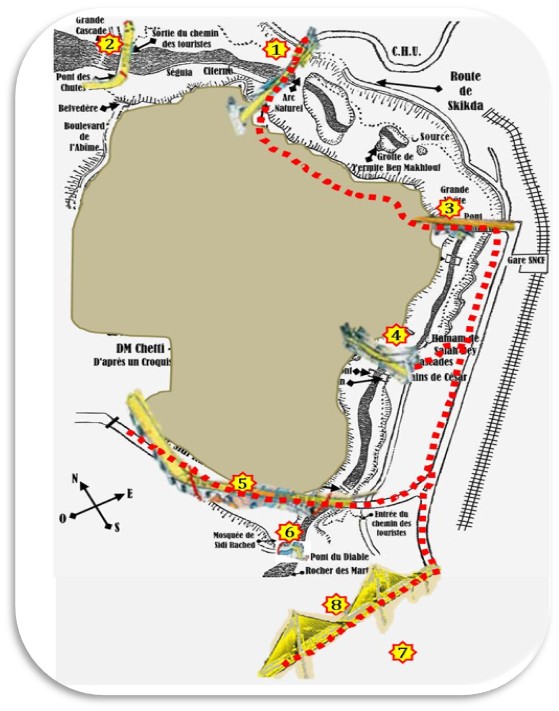 Grande
Cascade
2
Sortie du chemin
des touristes
1
C.H.U.
Pont des
Chutes
Séguia Citerne
Arc
Naturel
Route
de
Skikda
Belvedère
Boulevard
de
l'Abîme
Source
Grotte de
l'ermite Ben Makhlouf
Grande
3
Pont
Gare SNCF
4
Hamam de
Salah Bey
Cascades
Bains de César
DM Chetti
D'après un Croquis
5
N
E
O
S
6
Mosquée de
Sidi Rached
Entrée du
chemin des
touristes
Pont du Diable
Rocher des Mart
8
7